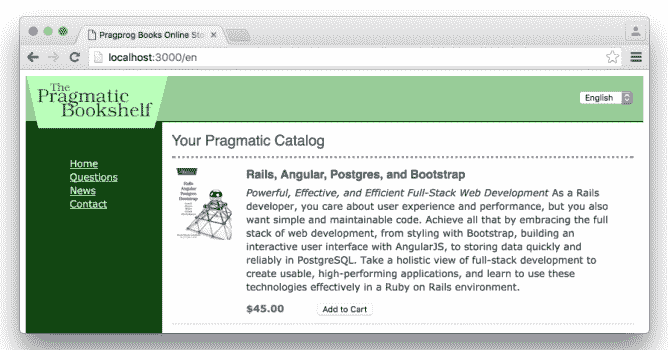 Pragprog Books Online Sto
localhost:3000/en
The
Pragmatic
Bookshelf
English
Home
Questions
News
Contact
Your Pragmatic Catalog
Rails, Angular, Postgres, and Bootstrap
Powerful, Effective, and Efficient Full-Stack Web Development As a Rails
developer, you care about user experience and performance, but you also
want simple and maintainable code. Achieve all that by embracing the full
stack of web development, from styling with Bootstrap, building an
interactive user interface with AngularJS, to storing data quickly and
reliably in PostgreSQL. Take a holistic view of full-stack development to
create usable, high-performing applications, and learn to use these
technologies effectively in a Ruby on Rails environment.
$45.00 Add to Cart